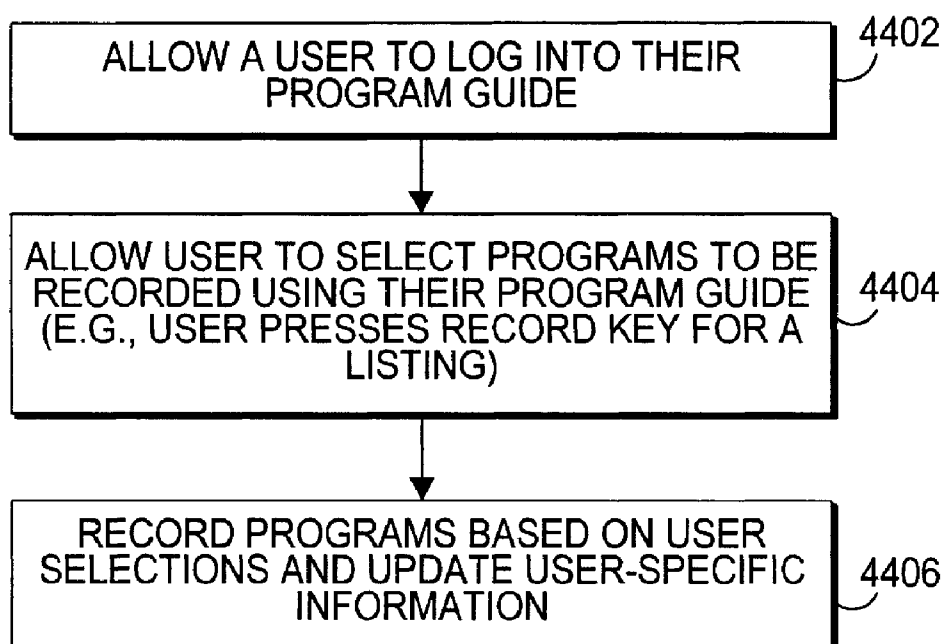 ALLOW A USER TO LOG INTO THEIR
PROGRAM GUIDE
4402
ALLOW USER TO SELECT PROGRAMS TO BE
RECORDED USING THEIR PROGRAM GUIDE
(E.G., USER PRESSES RECORD KEY FOR A
LISTING)
4404
RECORD PROGRAMS BASED ON USER
SELECTIONS AND UPDATE USER-SPECIFIC
INFORMATION
4406